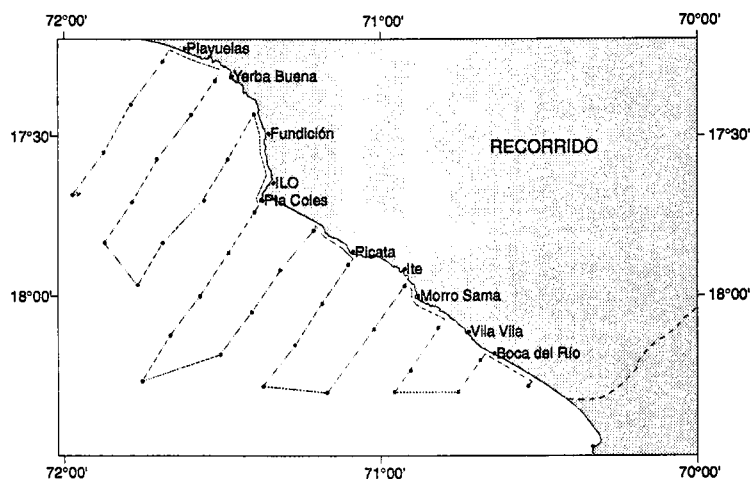 72°00'
71°00'
70°00'
Playuelas
Yerba Buena
17°30'
Fundición
RECORRIDO
17°30'
ILO
Pta Coles
Picata
Ite
18°00'
Morro Sama
18°00'
Vila Vila
Boca del Río
72°00'
71°00'
70°00'